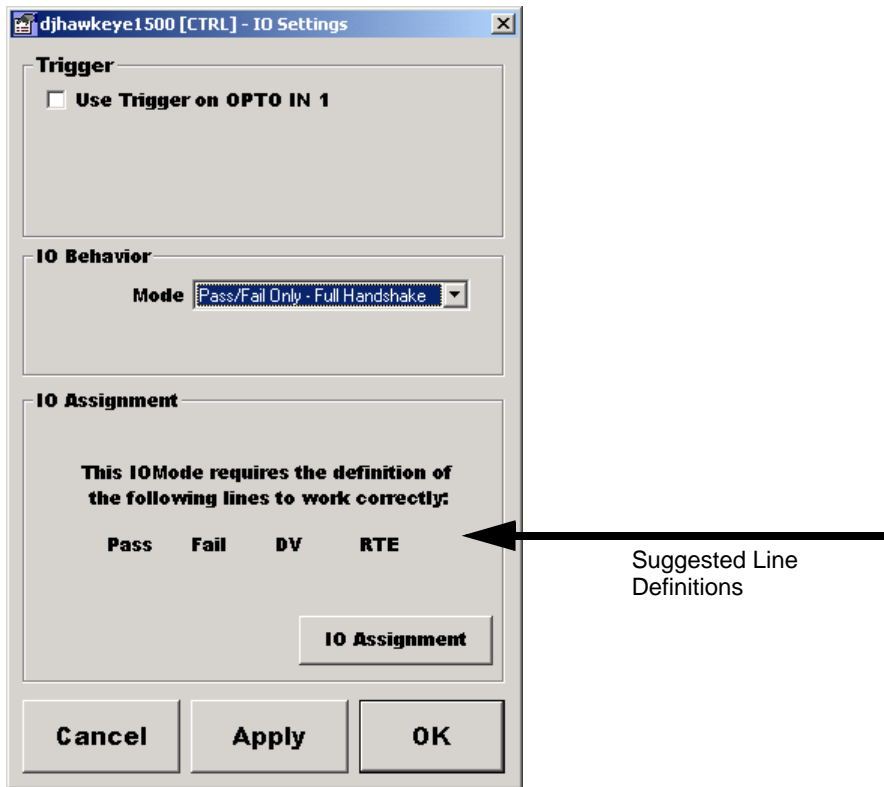 djhawkeye1500 [CTRL] - IO Settings
Trigger
Use Trigger on OPTO IN 1
IO Behavior
Mode Pass/Fail Only - Full Handshake
IO Assignment
This IOMode requires the definition of
the following lines to work correctly:
Pass Fail DV RTE
Suggested Line
Definitions
IO Assignment
Cancel Apply OK